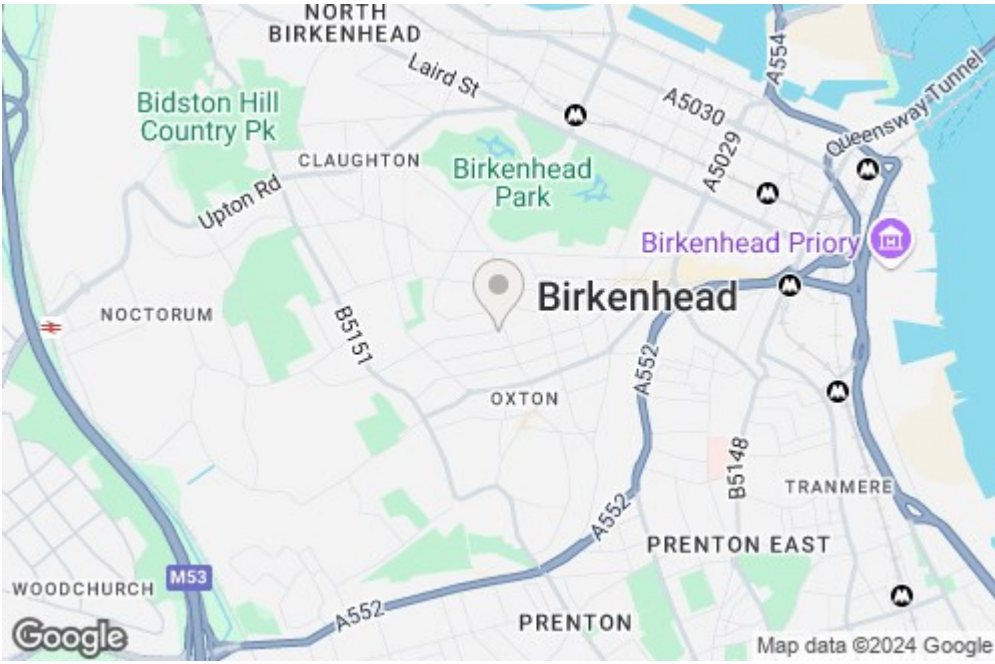 NORTH
BIRKENHEAD
Laird St
A554
A5030
Queensway Tunnel
Bidston Hill
Country Pk
CLAUGHTON
Birkenhead
Park
A5029
Upton Rd
Birkenhead Priory
Birkenhead
NOCTORUM
B5151
A552
OXTON
B5148
TRANMERE
A552
PRENTON EAST
M53
WOODCHURCH
A552
PRENTON
Google
Map data ©2024 Google